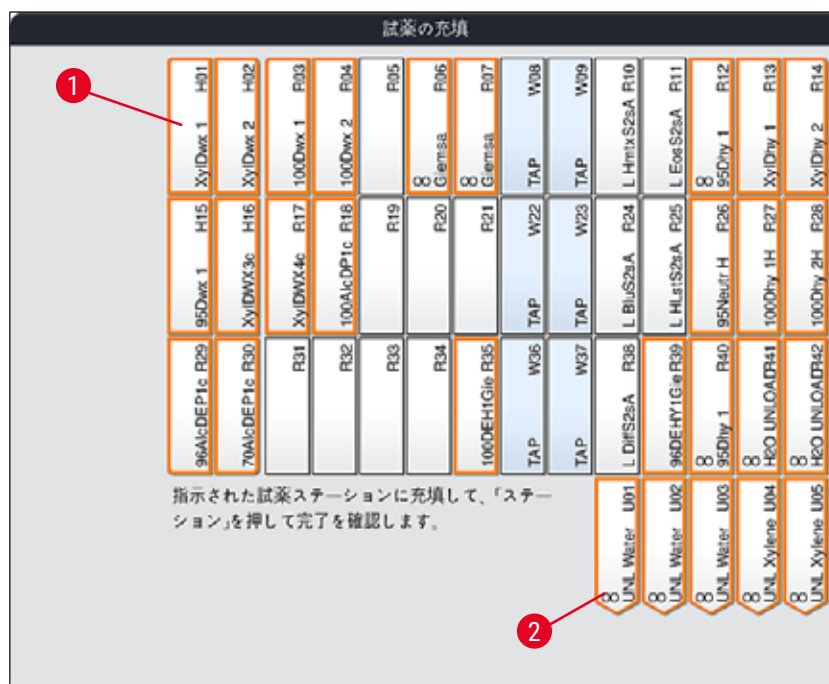 試薬の充填
1
XylDwx 1 H01
XylDwx 2 H02
100Dwx 1 R03
100Dwx 2 R04
R05
∞ Giemsa R06
∞ Giemsa R07
TAP W08
TAP W09
L HmtxS2sA R10
L EosS2sA R11
∞ 95Dhy 1 R12
XylDhy 1 R13
XylDhy 2 R14
95Dwx 1 H15
XylDWX3c H16
XylDWX4c R17
100AlcDP1c R18
R19
R20
R21
TAP W22
TAP W23
L BluS2sA R24
L HLstS2sA R25
95Neutr H R26
100Dhy 1H R27
100Dhy 2H R28
96AlcDEP1c R29
70AlcDEP1c R30
R31
R32
R33
R34
100DEH1Gie R35
TAP W36
TAP W37
L DifS2sA R38
96DEHY1Gie R39
∞ 95Dhy 1 R40
∞ H2O UNLOAD R41
∞ H2O UNLOAD R42
指示された試薬ステーションに充填して、「ステー
ション」を押して完了を確認します。
∞ UNL Water U01
∞ UNL Water U02
∞ UNL Water U03
∞ UNL Xylene U04
∞ UNL Xylene U05
2